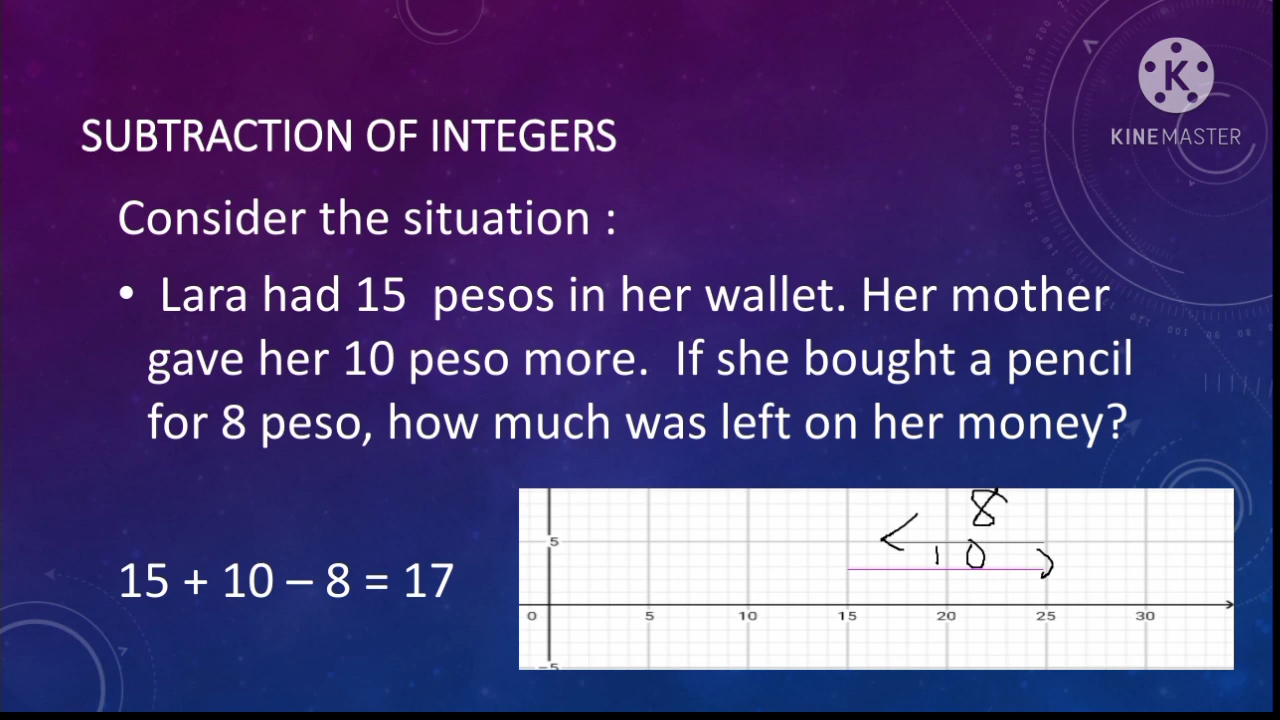 KINEMASTER
SUBTRACTION OF INTEGERS
Consider the situation :
• Lara had 15 pesos in her wallet. Her mother
gave her 10 peso more. If she bought a pencil
for 8 peso, how much was left on her money?
15 + 10 – 8 = 17
8
5
10
0 5 10 15 20 25 30
-5